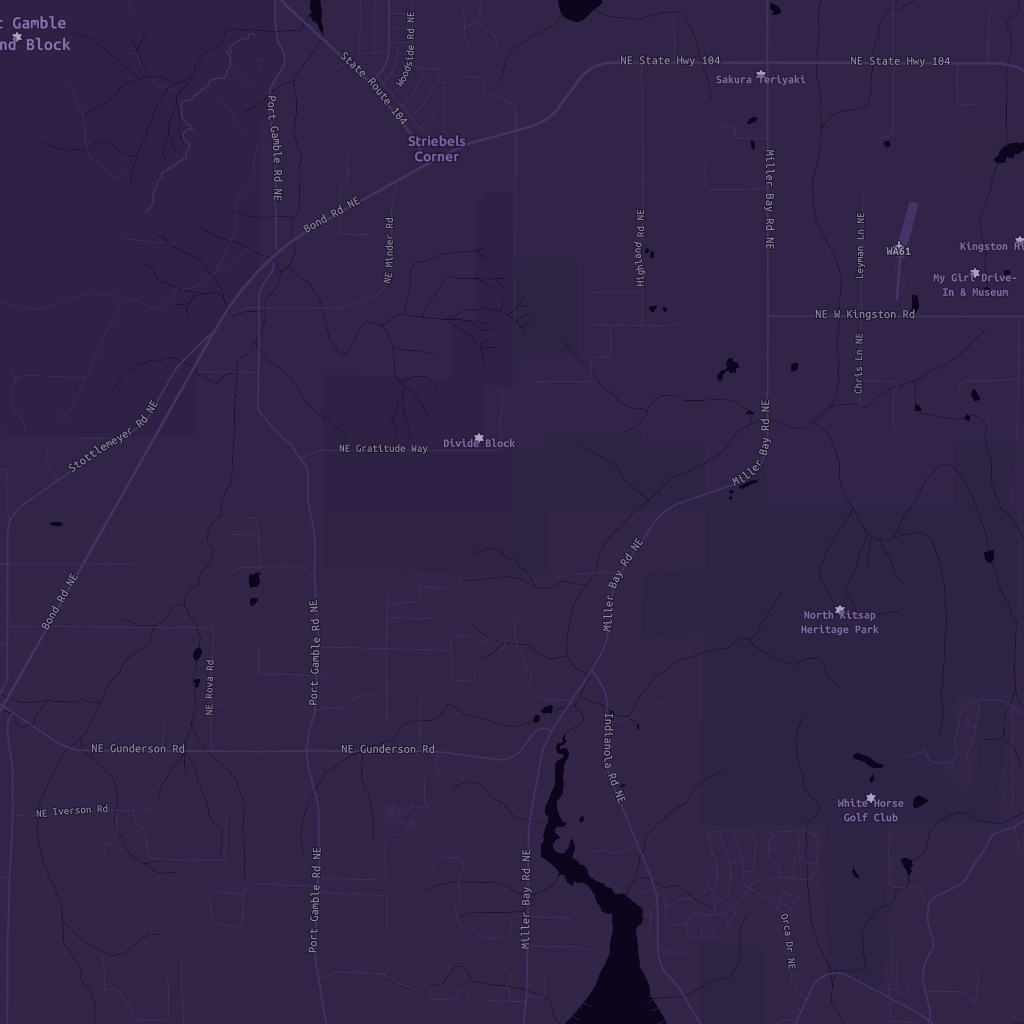 t Gamble
nd Block
State Route 104
Woodside Rd NE
NE State Hwy 104
NE State Hwy 104
Sakura Teriyaki
Port Gamble Rd NE
Striebels
Corner
Miller Bay Rd NE
Bond Rd NE
NE Minder Rd
Highland Rd NE
Leyman Ln NE
WA61
Kingston Hi
My Girl Drive-
In & Museum
NE W Kingston Rd
Chris Ln NE
Stottlemeyer Rd NE
NE Gratitude Way
Divide Block
Miller Bay Rd NE
Miller Bay Rd NE
Bond Rd NE
Port Gamble Rd NE
North Kitsap
Heritage Park
NE Rova Rd
NE Gunderson Rd
NE Gunderson Rd
Indianola Rd NE
NE Iverson Rd
White Horse
Golf Club
Port Gamble Rd NE
Miller Bay Rd NE
Orca Dr NE